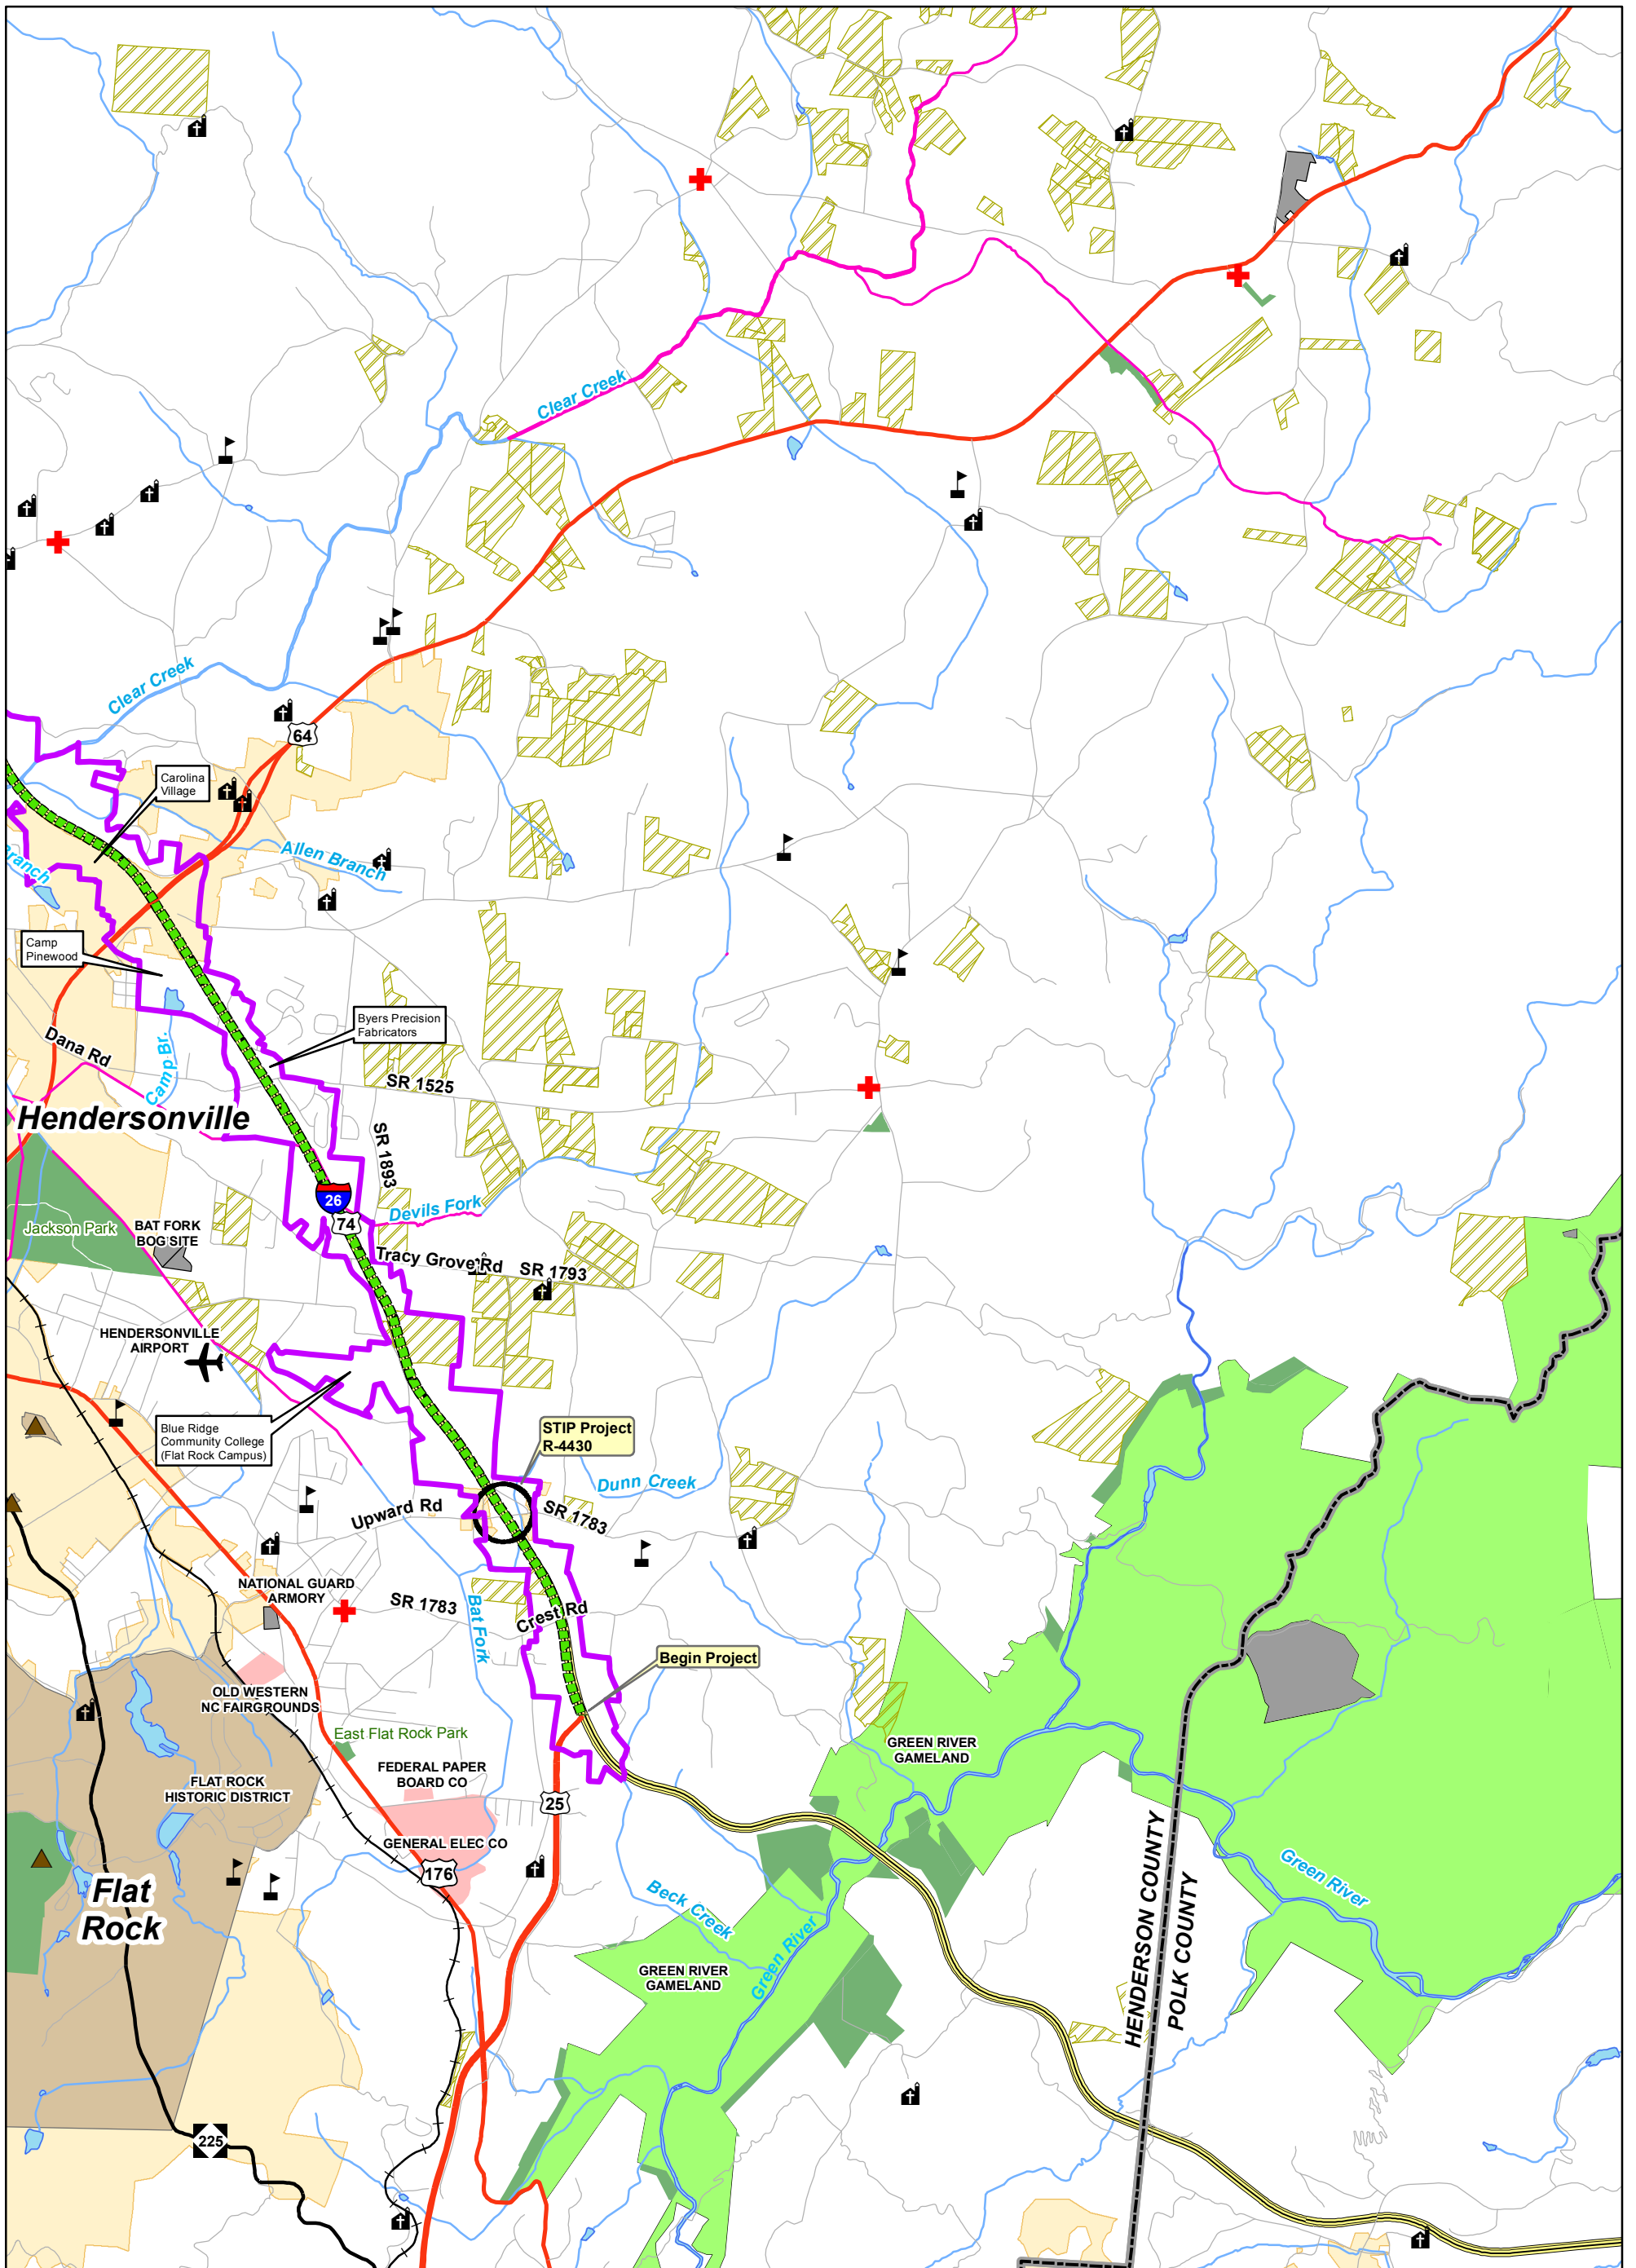 Clear Creek
Clear Creek
64
Carolina
Village
Allen Branch
Branch
Camp
Pinewood
Byers Precision
Fabricators
Dana Rd
Camp Br.
SR 1525
Hendersonville
SR 1893
26
74
Devils Fork
Jackson Park
BAT FORK
BOG SITE
Tracy Grove Rd
SR 1793
HENDERSONVILLE
AIRPORT
Blue Ridge
Community College
(Flat Rock Campus)
STIP Project
R-4430
Dunn Creek
Upward Rd
SR 1783
NATIONAL GUARD
ARMORY
SR 1783
Bat Fork
Crest Rd
Begin Project
OLD WESTERN
NC FAIRGROUNDS
East Flat Rock Park
GREEN RIVER
GAMELAND
FEDERAL PAPER
BOARD CO
FLAT ROCK
HISTORIC DISTRICT
25
GENERAL ELEC CO
176
Flat
Rock
Beck Creek
Green River
Green River
GREEN RIVER
GAMELAND
HENDERSON COUNTY
POLK COUNTY
225